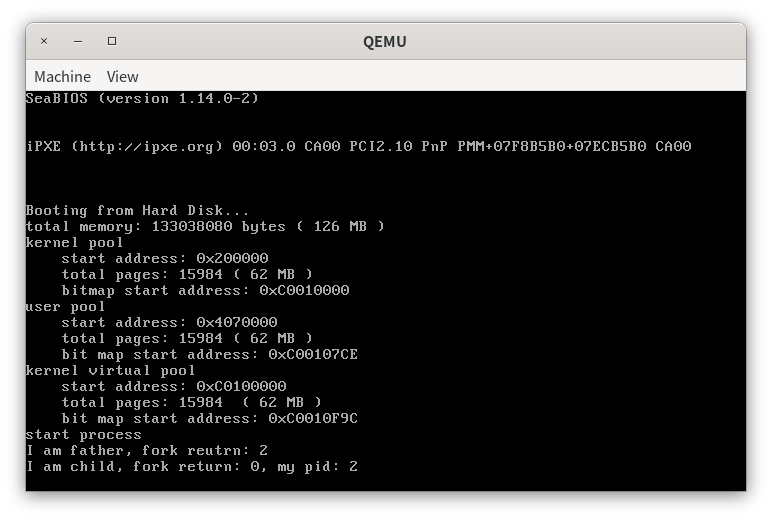 QEMU
Machine View
SeaBIOS (version 1.14.0-2)
iPXE (http://ipxe.org) 00:03.0 CA00 PCI2.10 PnP PMM+07F8B5B0+07ECB5B0 CA00
Booting from Hard Disk...
total memory: 133038080 bytes ( 126 MB )
kernel pool
    start address: 0x200000
    total pages: 15984 ( 62 MB )
    bitmap start address: 0xC0010000
user pool
    start address: 0x4070000
    total pages: 15984 ( 62 MB )
    bit map start address: 0xC00107CE
kernel virtual pool
    start address: 0xC0100000
    total pages: 15984  ( 62 MB )
    bit map start address: 0xC0010F9C
start process
I am father, fork reutrn: 2
I am child, fork return: 0, my pid: 2